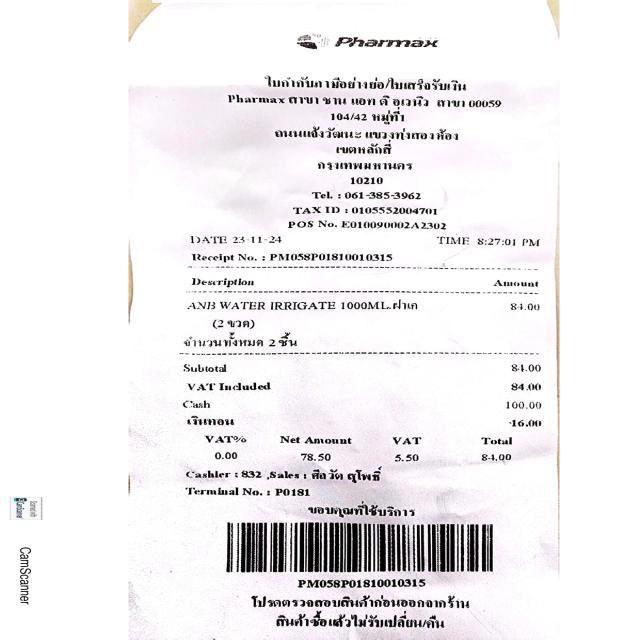 Pharmax
ใบกำกับภาษีอย่างย่อ/ใบเสร็จรับเงิน
Pharmax สาขา ชาน แอท ดิ อเวนิว สาขา 00059
104/42 หมู่ที่1
ถนนแจ้งวัฒนะ แขวงทุ่งสองห้อง
เขตหลักสี่
กรุงเทพมหานคร
10210
Tel. : 061-385-3962
TAX ID : 0105552004701
POS No. E010090002A2302
DATE 23-11-24 TIME 8:27:01 PM
Receipt No. : PM058P01810010315
Description Amount
ANB WATER IRRIGATE 1000ML.ฝาเก 84.00
(2 ขวด)
จำนวนทั้งหมด 2 ชิ้น
Subtotal 84.00
VAT Included 84.00
Cash 100.00
เงินทอน -16.00
VAT% Net Amount VAT Total
0.00 78.50 5.50 84.00
Cashier : 832 ,Sales : ศิลวัต สุโพธิ์
Terminal No. : P0181
ขอบคุณที่ใช้บริการ
PM058P01810010315
โปรดตรวจสอบสินค้าก่อนออกจากร้าน
สินค้าซื้อแล้วไม่รับเปลี่ยน/คืน
CamScanner